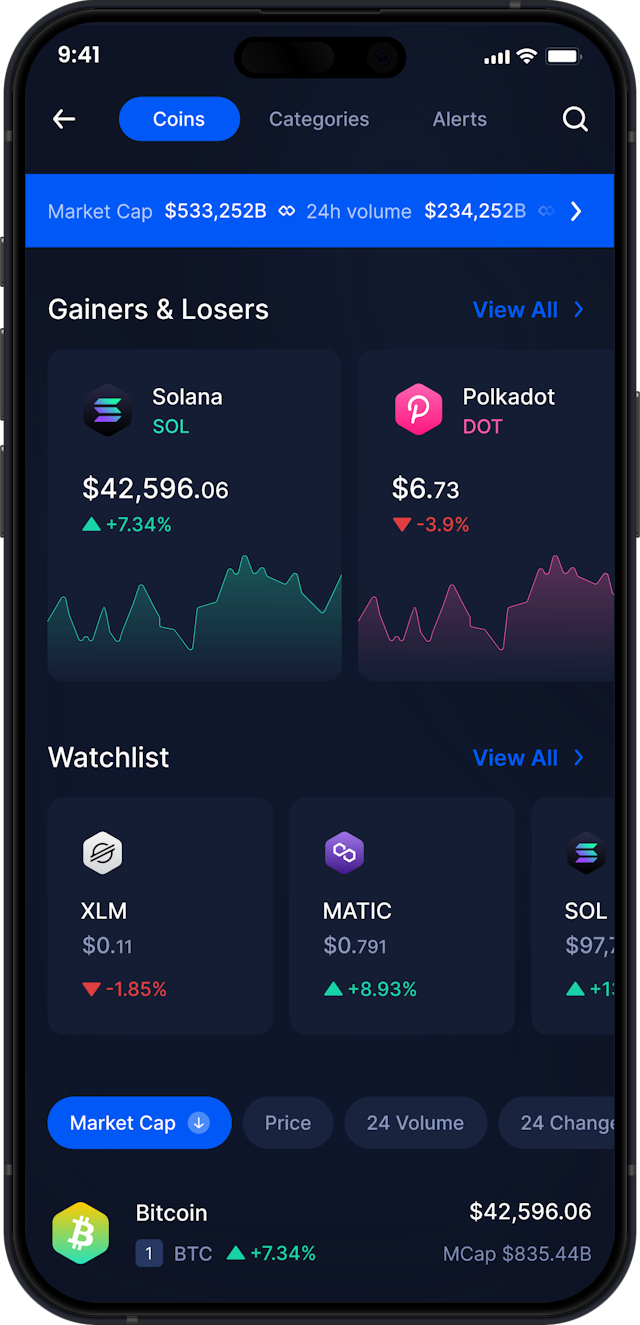 9:41
Coins Categories Alerts
Market Cap $533,252B 24h volume $234,252B
Gainers & Losers View All
Solana
SOL
$42,596.06
+7.34%
Polkadot
DOT
$6.73
-3.9%
Watchlist View All
XLM
$0.11
-1.85%
MATIC
$0.791
+8.93%
SOL
$97,7
+13
Market Cap Price 24 Volume 24 Change
Bitcoin $42,596.06
1 BTC +7.34% MCap $835.44B